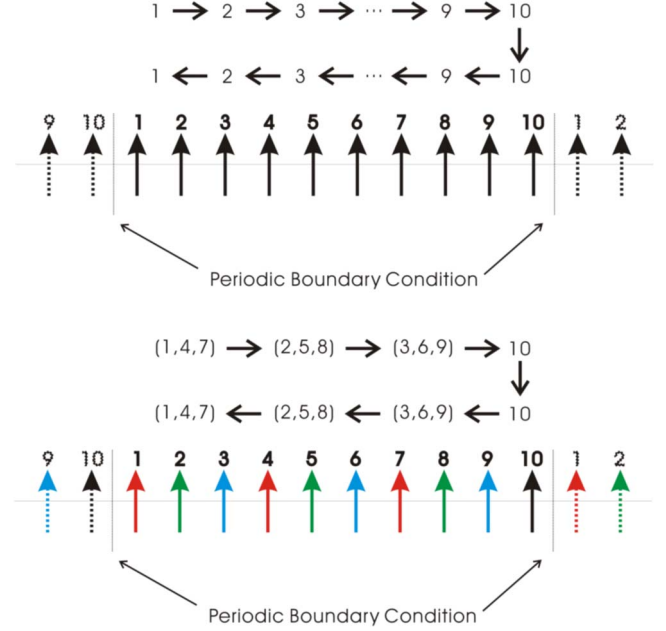 1 → 2 → 3 → ... → 9 → 10
↓
1 ← 2 ← 3 ← ... ← 9 ← 10
9 10 1 2 3 4 5 6 7 8 9 10 1 2
Periodic Boundary Condition
(1,4,7) → (2,5,8) → (3,6,9) → 10
↓
(1,4,7) ← (2,5,8) ← (3,6,9) ← 10
9 10 1 2 3 4 5 6 7 8 9 10 1 2
Periodic Boundary Condition